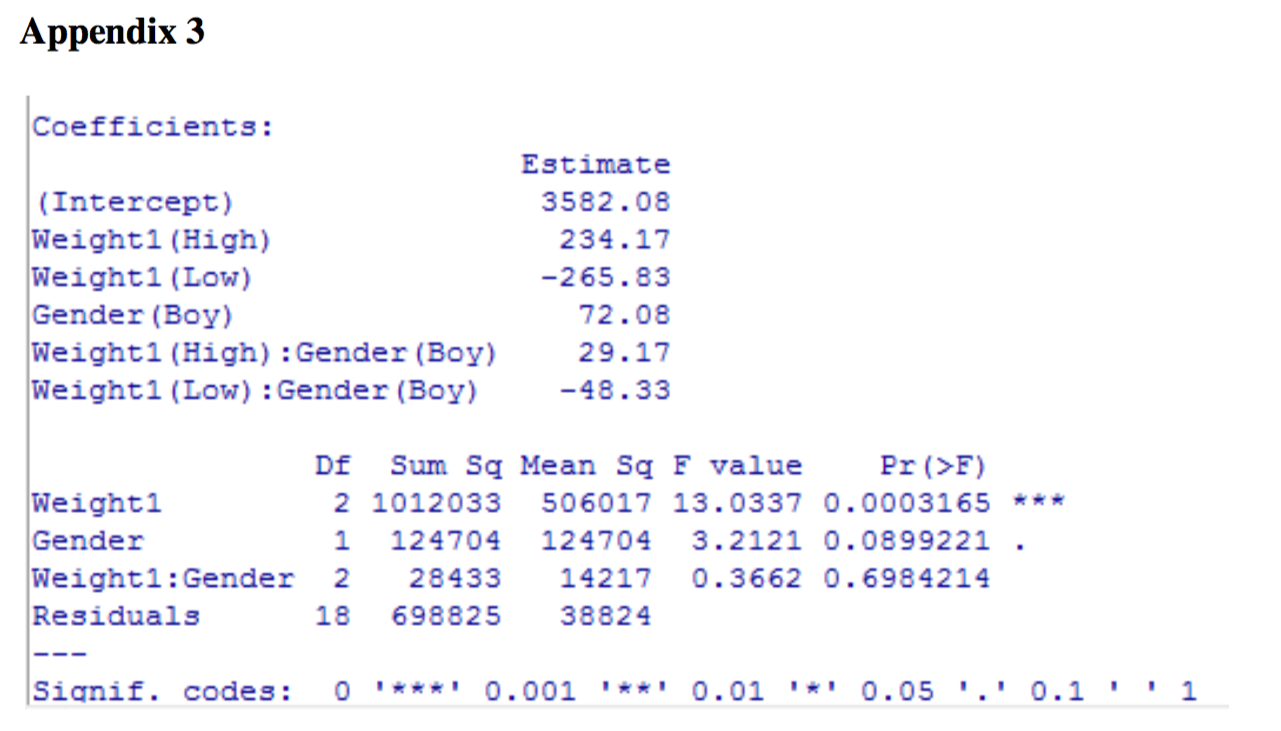 Appendix 3
Coefficients:
Estimate
(Intercept) 3582.08
Weight1(High) 234.17
Weight1(Low) -265.83
Gender(Boy) 72.08
Weight1(High):Gender(Boy) 29.17
Weight1(Low):Gender(Boy) -48.33
Df Sum Sq Mean Sq F value Pr(>F)
Weight1 2 1012033 506017 13.0337 0.0003165 ***
Gender 1 124704 124704 3.2121 0.0899221 .
Weight1:Gender 2 28433 14217 0.3662 0.6984214
Residuals 18 698825 38824
---
Signif. codes: 0 '***' 0.001 '**' 0.01 '*' 0.05 '.' 0.1 ' ' 1